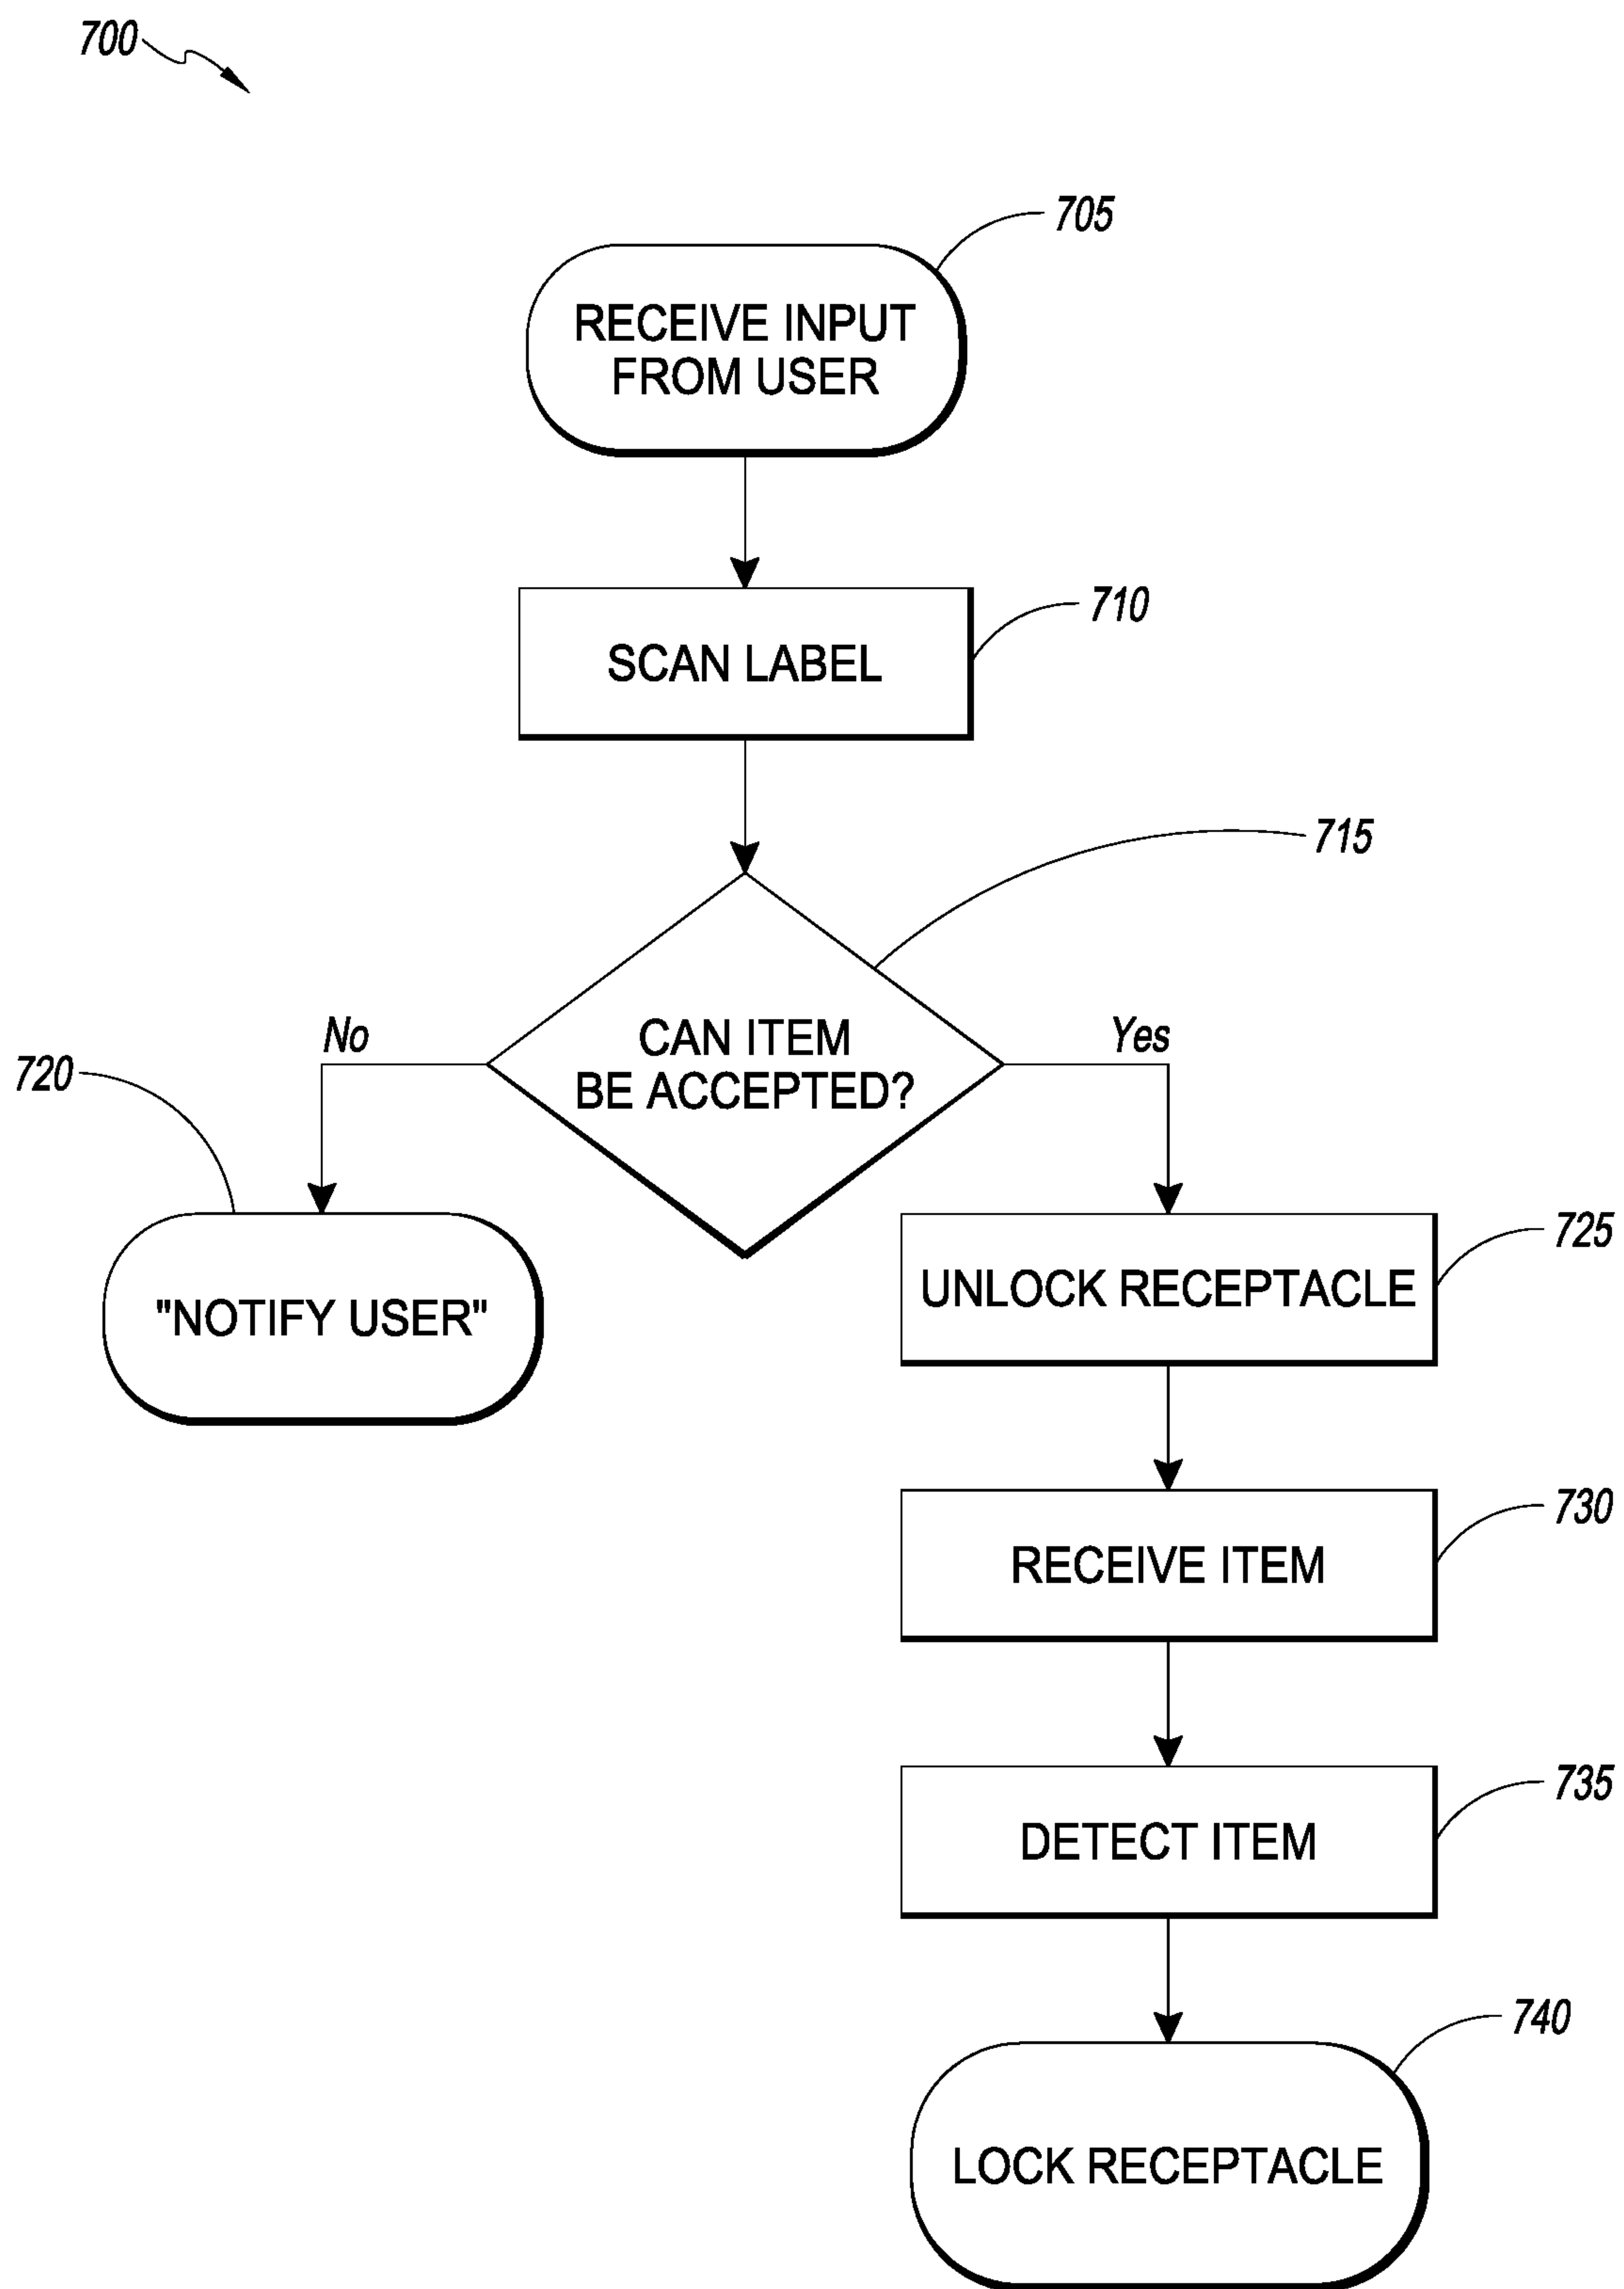 700
705
RECEIVE INPUT
FROM USER
710
SCAN LABEL
715
CAN ITEM
BE ACCEPTED?
No
Yes
720
"NOTIFY USER"
725
UNLOCK RECEPTACLE
730
RECEIVE ITEM
735
DETECT ITEM
740
LOCK RECEPTACLE